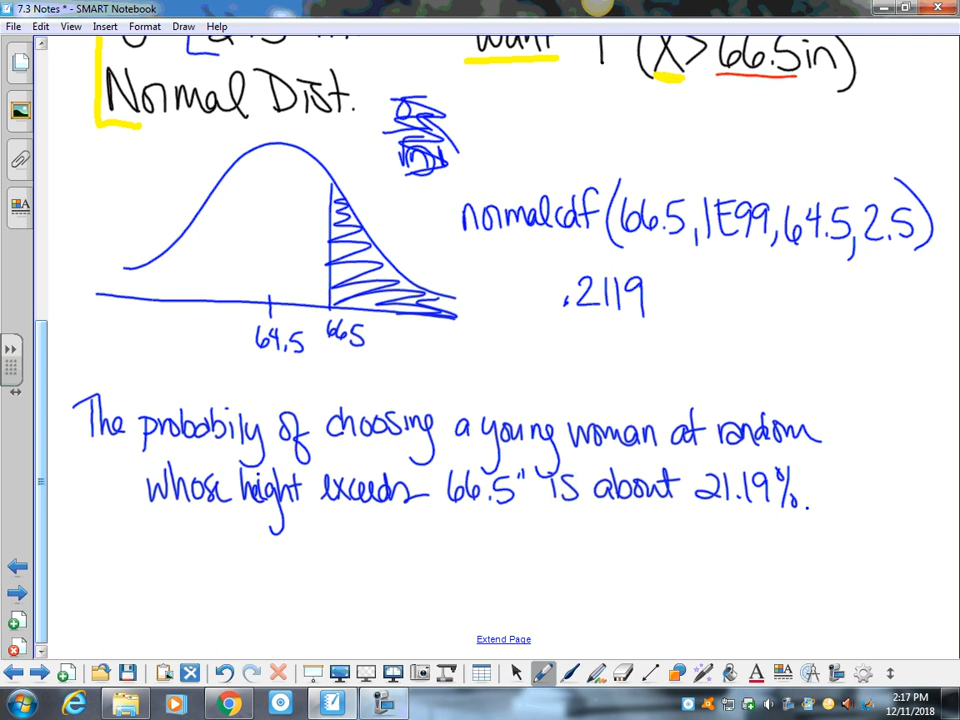 7.3 Notes * - SMART Notebook
File Edit View Insert Format Draw Help
want P (X > 66.5in)
Normal Dist.
normalcdf (66.5, 1E99, 64.5, 2.5)
.2119
64.5 66.5
The probabily of choosing a young woman at random
whose height exceeds 66.5" is about 21.19%.
Extend Page
2:17 PM
12/11/2018